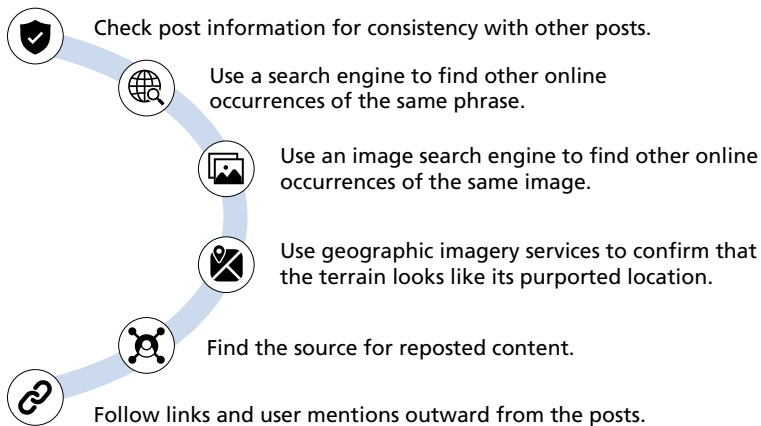 Check post information for consistency with other posts.
Use a search engine to find other online
occurrences of the same phrase.
Use an image search engine to find other online
occurrences of the same image.
Use geographic imagery services to confirm that
the terrain looks like its purported location.
Find the source for reposted content.
Follow links and user mentions outward from the posts.